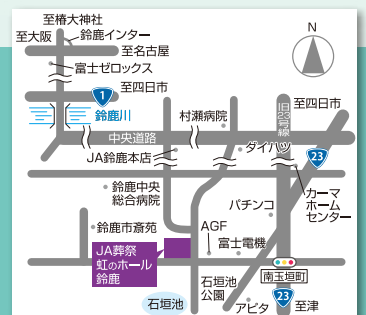 至椿大神社
至大阪
鈴鹿インター
至名古屋
富士ゼロックス
N
至四日市
1
鈴鹿川
村瀬病院
旧23号線
至四日市
中央道路
JA鈴鹿本店
ダイハツ
23
鈴鹿中央
総合病院
カーマ
ホーム
センター
パチンコ
鈴鹿市斎苑
AGF
富士電機
JA葬祭
虹のホール
鈴鹿
石垣池
公園
南玉垣町
石垣池
アピタ
23
至津